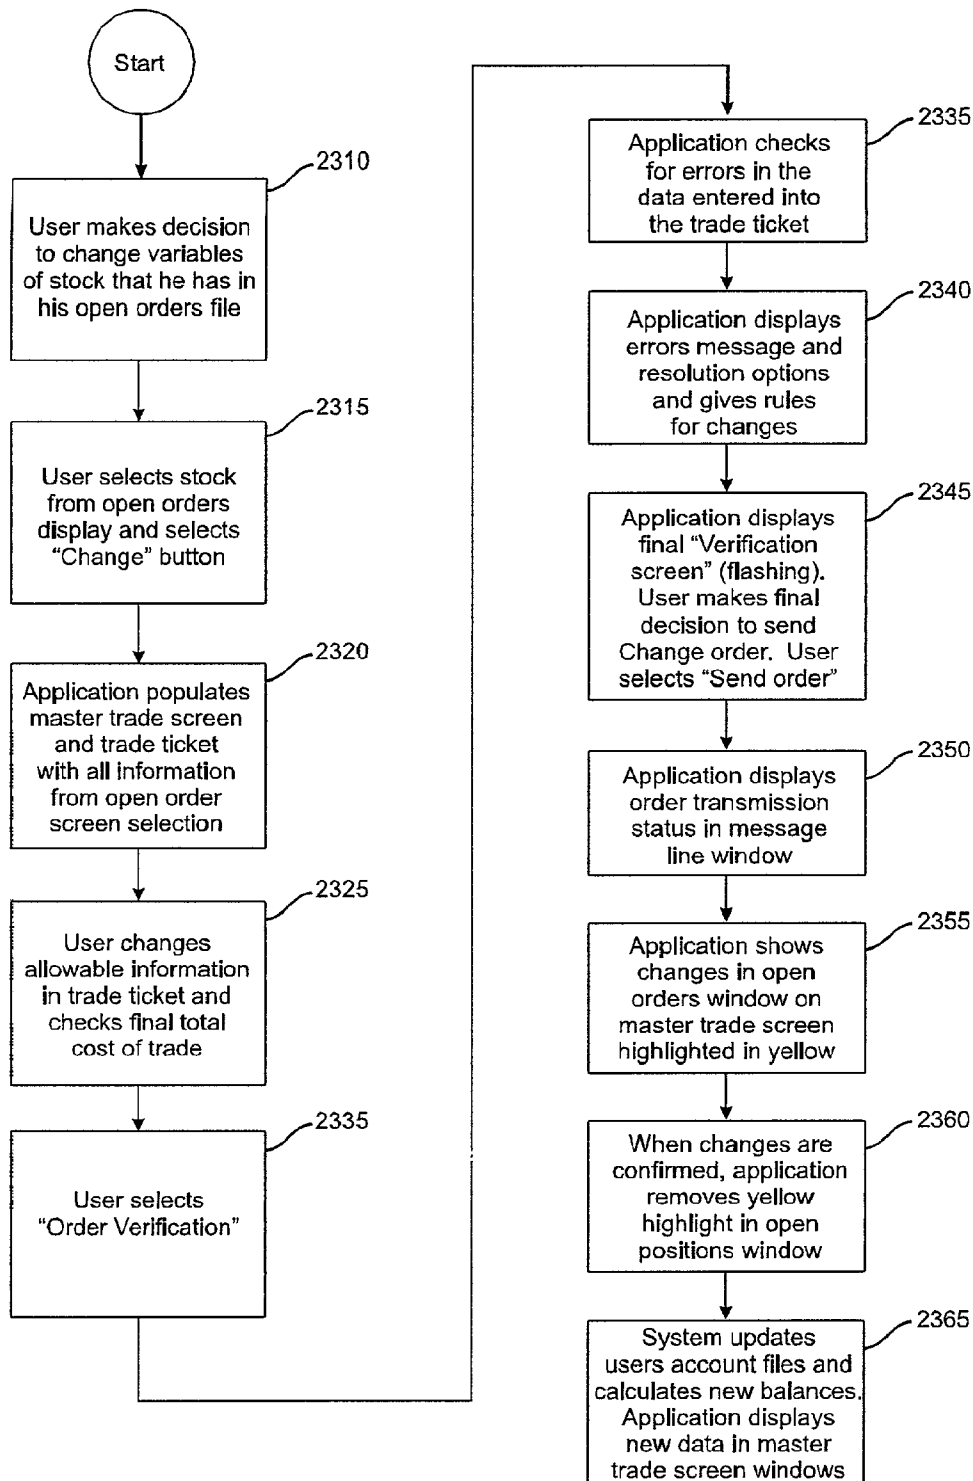 Start
2310
User makes decision
to change variables
of stock that he has in
his open orders file
2315
User selects stock
from open orders
display and selects
“Change” button
2320
Application populates
master trade screen
and trade ticket
with all information
from open order
screen selection
2325
User changes
allowable information
in trade ticket and
checks final total
cost of trade
2335
User selects
“Order Verification”
2335
Application checks
for errors in the
data entered into
the trade ticket
2340
Application displays
errors message and
resolution options
and gives rules
for changes
2345
Application displays
final “Verification
screen” (flashing).
User makes final
decision to send
Change order. User
selects “Send order”
2350
Application displays
order transmission
status in message
line window
2355
Application shows
changes in open
orders window on
master trade screen
highlighted in yellow
2360
When changes are
confirmed, application
removes yellow
highlight in open
positions window
2365
System updates
users account files and
calculates new balances.
Application displays
new data in master
trade screen windows